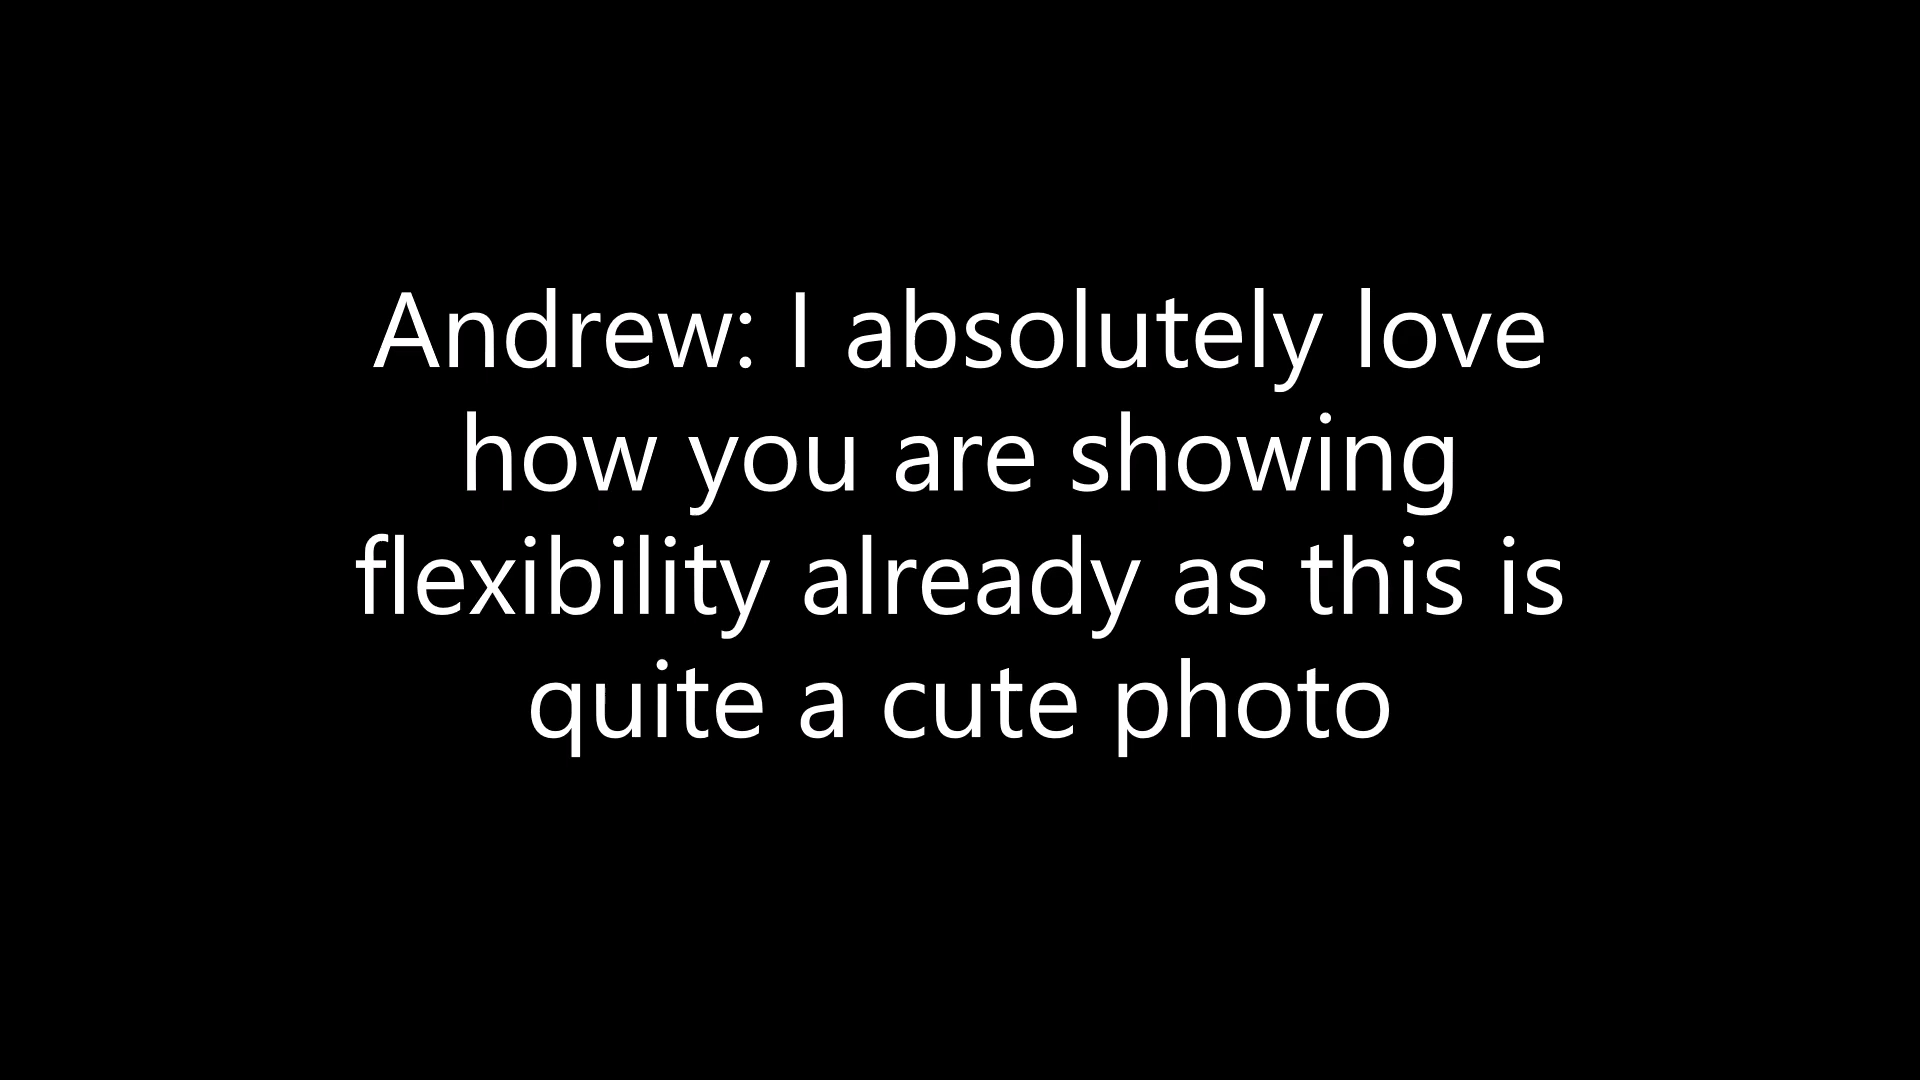 Andrew: I absolutely love
how you are showing
flexibility already as this is
quite a cute photo